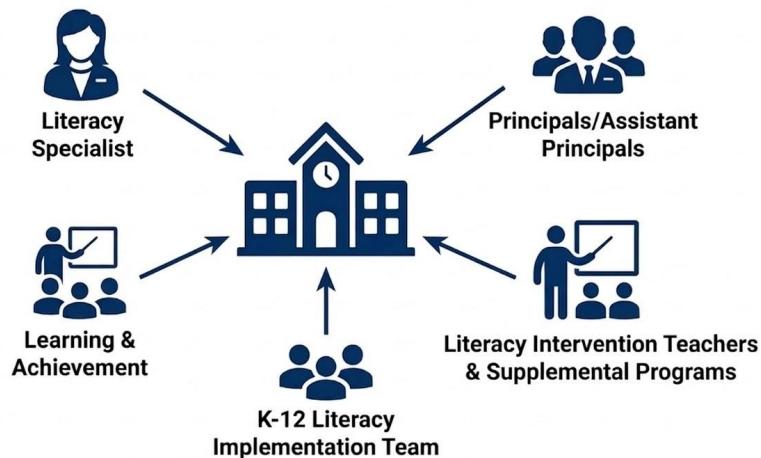 Literacy
Specialist
Principals/Assistant
Principals
Learning &
Achievement
Literacy Intervention Teachers
& Supplemental Programs
K-12 Literacy
Implementation Team